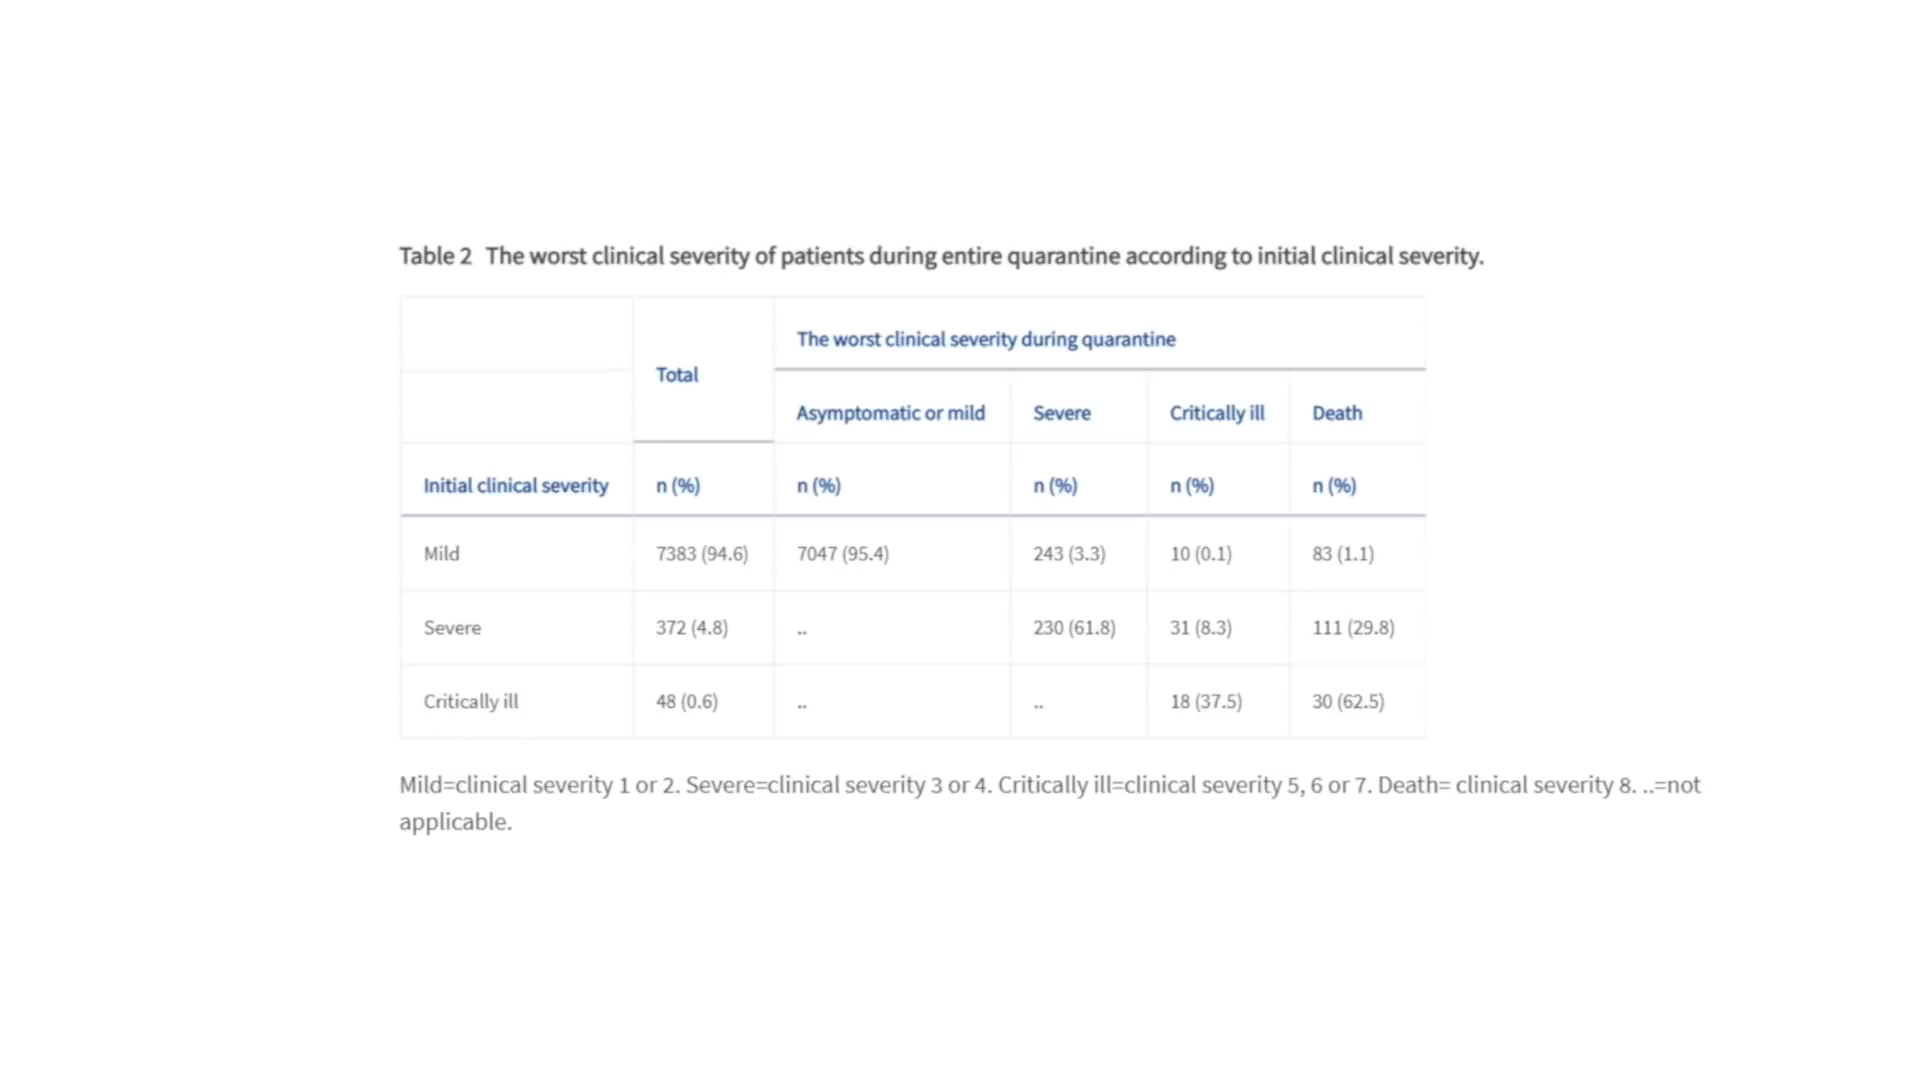 Table 2 The worst clinical severity of patients during entire quarantine according to initial clinical severity.
Total The worst clinical severity during quarantine
Asymptomatic or mild Severe Critically ill Death
Initial clinical severity n (%) n (%) n (%) n (%) n (%)
Mild 7383 (94.6) 7047 (95.4) 243 (3.3) 10 (0.1) 83 (1.1)
Severe 372 (4.8) .. 230 (61.8) 31 (8.3) 111 (29.8)
Critically ill 48 (0.6) .. .. 18 (37.5) 30 (62.5)
Mild=clinical severity 1 or 2. Severe=clinical severity 3 or 4. Critically ill=clinical severity 5, 6 or 7. Death= clinical severity 8. ..=not
applicable.